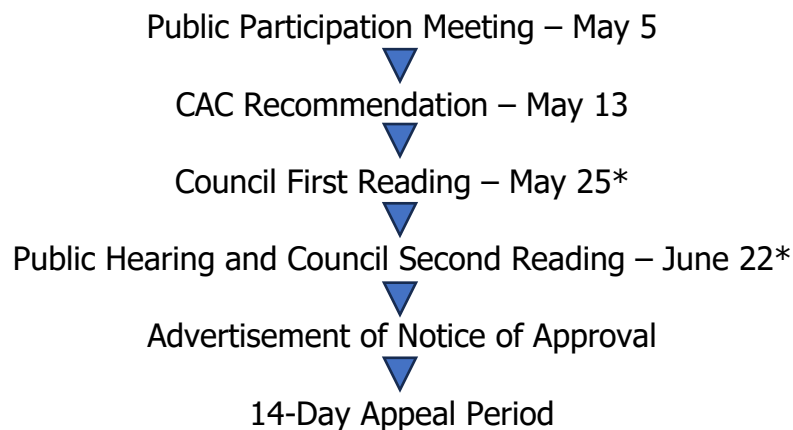 Public Participation Meeting – May 5
CAC Recommendation – May 13
Council First Reading – May 25*
Public Hearing and Council Second Reading – June 22*
Advertisement of Notice of Approval
14-Day Appeal Period